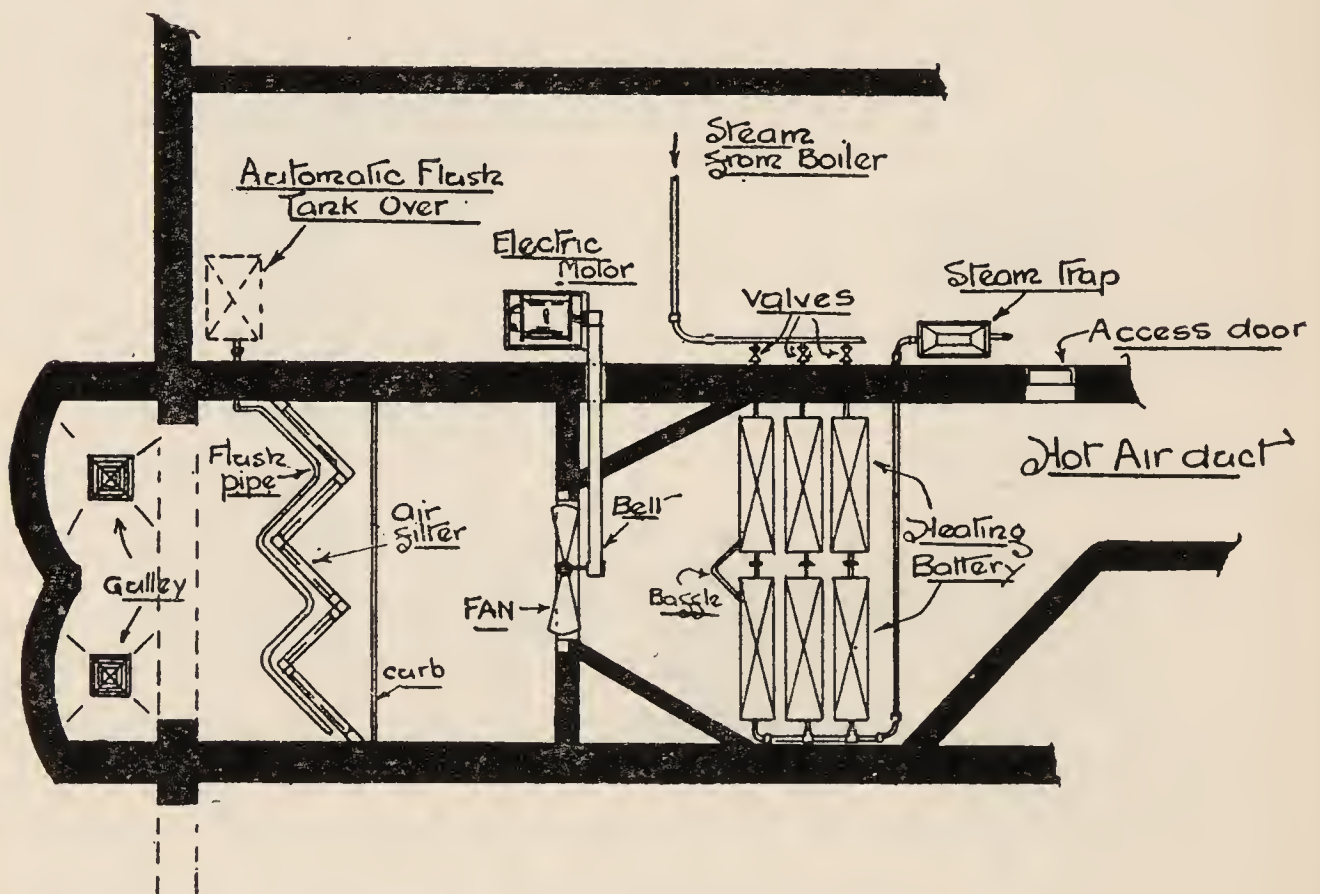 Steam
from Boiler
Automatic Flush
Tank Over
Electric
Motor
Steam Trap
Valves
Access door
Hot Air duct
Flush
pipe
air
filter
Belt
Heating
Battery
Gulley
Baffle
FAN
curb